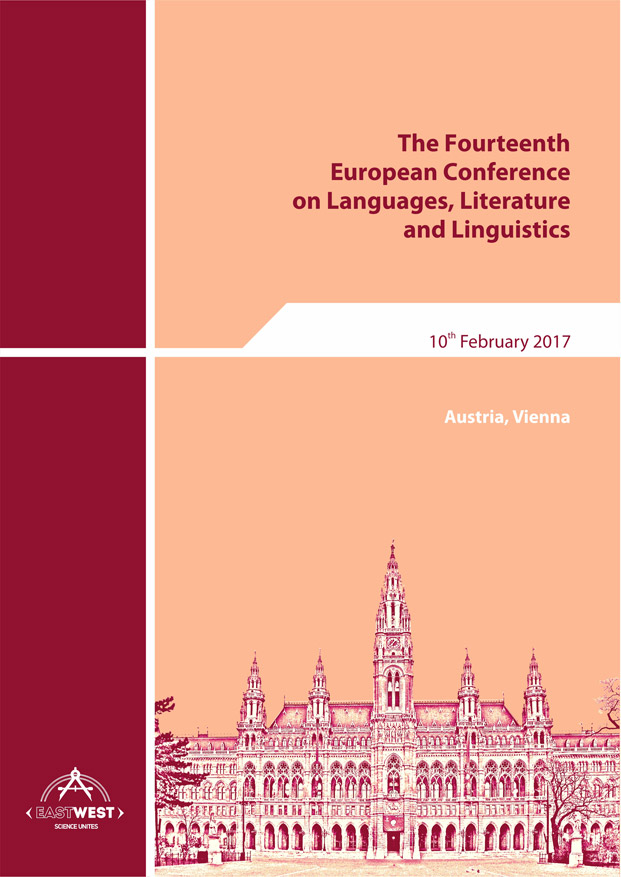 The Fourteenth
European Conference
on Languages, Literature
and Linguistics
10th February 2017
Austria, Vienna
EASTWEST
SCIENCE UNITES